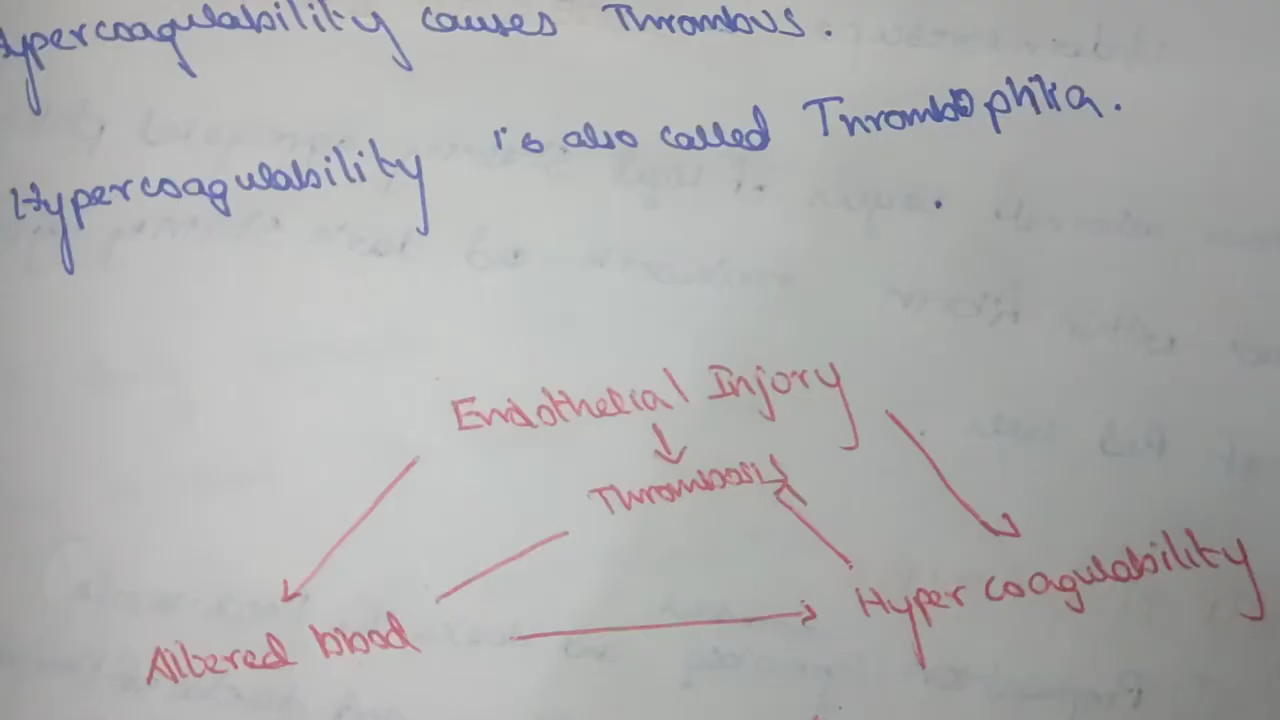 Hypercoagulability causes Thrombus.
Hypercoagulability is also called Thrombophilia.
Endothelial Injury
Thrombosis
Hypercoagulability
Altered blood